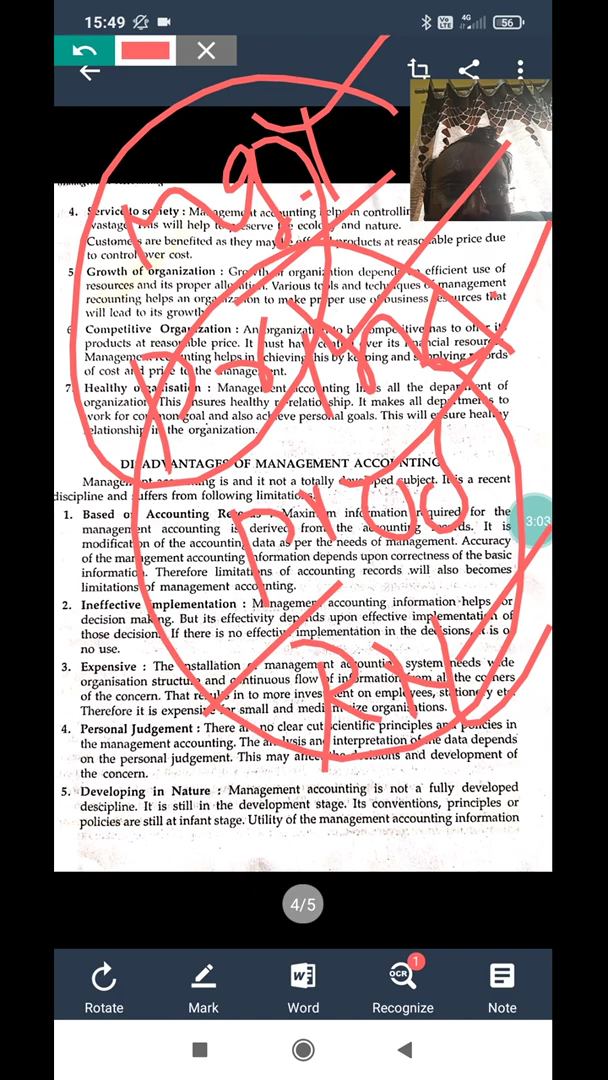 15:49
Vo LTE
4G
56
4. Service to society : Management accounting helps in controlling
wastage. This will help to preserve the ecology and nature.
Customers are benefited as they may be offered products at reasonable price due
to control over cost.
5. Growth of organization : Growth of organization depends efficient use of
resources and its proper allocation. Various tools and techniques of management
recounting helps an organization to make proper use of business resources that
will lead to its growth.
6. Competitive Organization : An organization to be competitive has to offer its
products at reasonable price. It must have control over its financial resources.
Management accounting helps in achieving this by keeping and supplying records
of cost and price to the management.
7. Healthy organisation : Management accounting links all the department of
organization. This ensures healthy relationship. It makes all departments to
work for common goal and also achieve personal goals. This will ensure healthy
relationship in the organization.
DISADVANTAGES OF MANAGEMENT ACCOUNTING
Management accounting is and it not a totally developed subject. It is a recent
discipline and suffers from following limitations.
1. Based on Accounting Records : Maximum information required for the
management accounting is derived from the accounting records. It is
modification of the accounting data as per the needs of management. Accuracy
of the management accounting information depends upon correctness of the basic
information. Therefore limitations of accounting records will also becomes
limitations of management accounting.
2. Ineffective implementation : Management accounting information helps for
decision making. But its effectivity depends upon effective implementation of
those decision. If there is no effective implementation in the decisions, it is of
no use.
3. Expensive : The installation of management accounting system needs wide
organisation structure and continuous flow of information from all the corners
of the concern. That results in to more investment on employees, stationery etc.
Therefore it is expensive for small and medium size organisations.
4. Personal Judgement : There are no clear cut scientific principles and policies in
the management accounting. The analysis and interpretation of the data depends
on the personal judgement. This may affect the decisions and development of
the concern.
5. Developing in Nature : Management accounting is not a fully developed
descipline. It is still in the development stage. Its conventions, principles or
policies are still at infant stage. Utility of the management accounting information
mgt
Prod
3:03
4/5
OCR
1
Rotate
Mark
Word
Recognize
Note